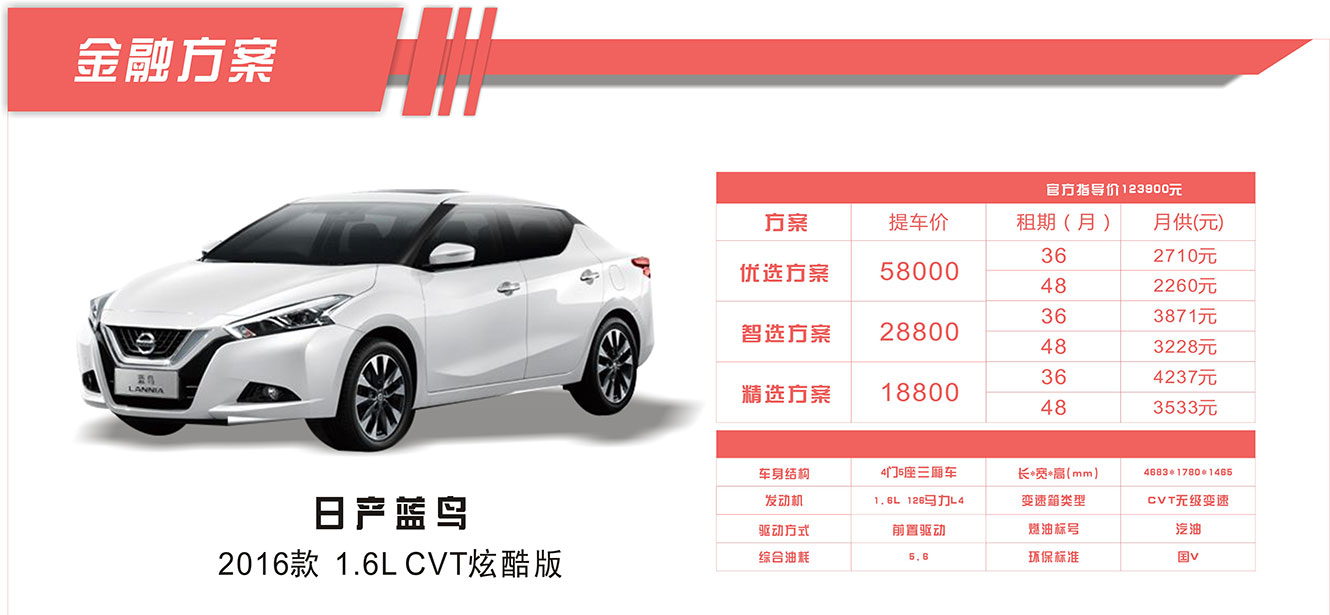 金融方案
官方指导价123900元
方案 提车价 租期（月） 月供(元)
优选方案 58000 36 2710元
48 2260元
智选方案 28800 36 3871元
48 3228元
精选方案 18800 36 4237元
48 3533元
车身结构 4门5座三厢车 长*宽*高(mm) 4683*1780*1465
发动机 1.6L 126马力L4 变速箱类型 CVT无级变速
驱动方式 前置驱动 燃油标号 汽油
综合油耗 5.6 环保标准 国V
蓝鸟
LANNIA
日产蓝鸟
2016款 1.6L CVT炫酷版